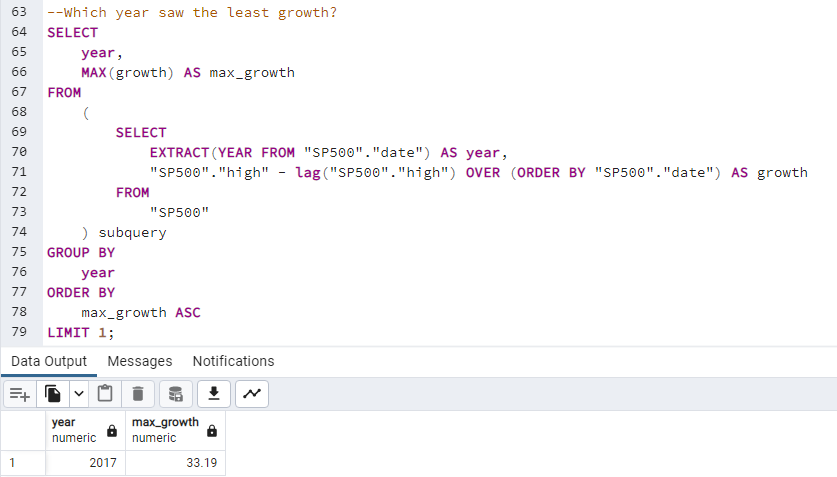 63 --Which year saw the least growth?
64 SELECT
65 year,
66 MAX(growth) AS max_growth
67 FROM
68 (
69 SELECT
70 EXTRACT(YEAR FROM "SP500"."date") AS year,
71 "SP500"."high" - lag("SP500"."high") OVER (ORDER BY "SP500"."date") AS growth
72 FROM
73 "SP500"
74 ) subquery
75 GROUP BY
76 year
77 ORDER BY
78 max_growth ASC
79 LIMIT 1;
Data Output Messages Notifications
year max_growth
numeric numeric
1 2017 33.19